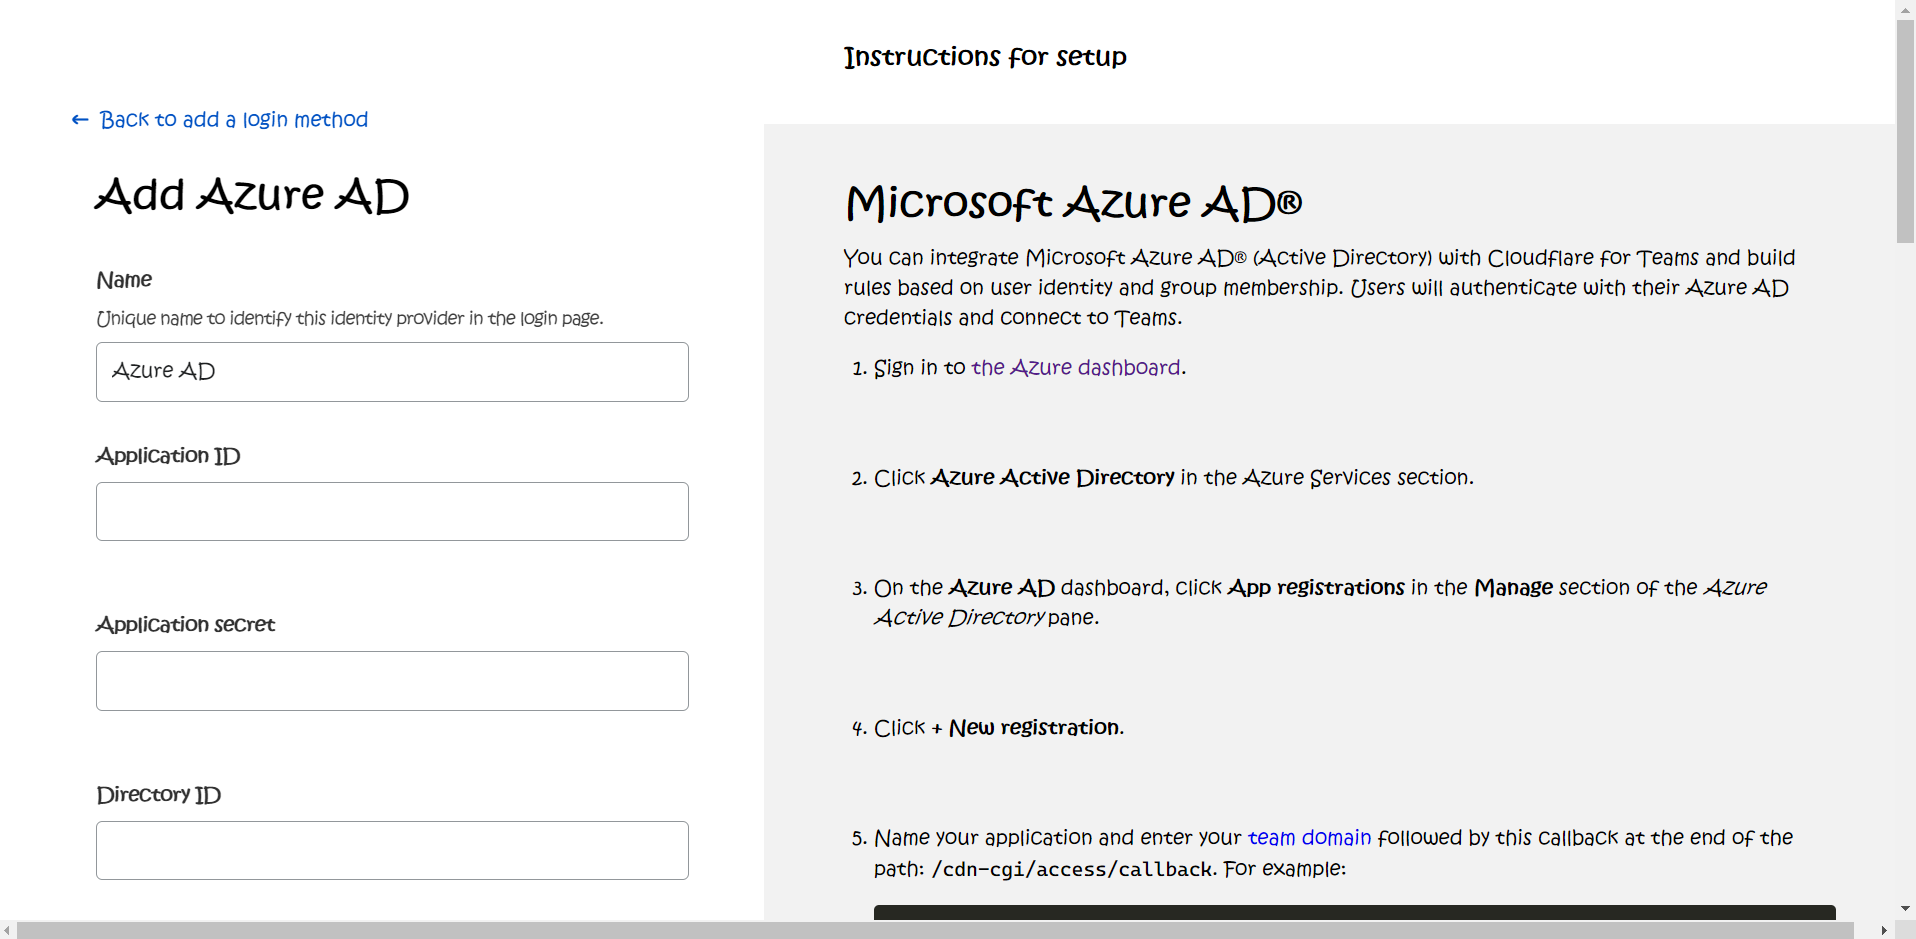 Instructions for setup
← Back to add a login method
Add Azure AD
Name
Unique name to identify this identity provider in the login page.
Azure AD
Application ID
Application secret
Directory ID
Microsoft Azure AD®
You can integrate Microsoft Azure AD® (Active Directory) with Cloudflare for Teams and build
rules based on user identity and group membership. Users will authenticate with their Azure AD
credentials and connect to Teams.
1. Sign in to the Azure dashboard.
2. Click Azure Active Directory in the Azure Services section.
3. On the Azure AD dashboard, click App registrations in the Manage section of the Azure
Active Directory pane.
4. Click + New registration.
5. Name your application and enter your team domain followed by this callback at the end of the
path: /cdn-cgi/access/callback. For example: